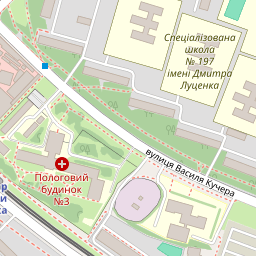 Спеціалізована
школа
№ 197
імені Дмитра
Луценка
вулиця Василя Кучера
Пологовий
будинок
№3